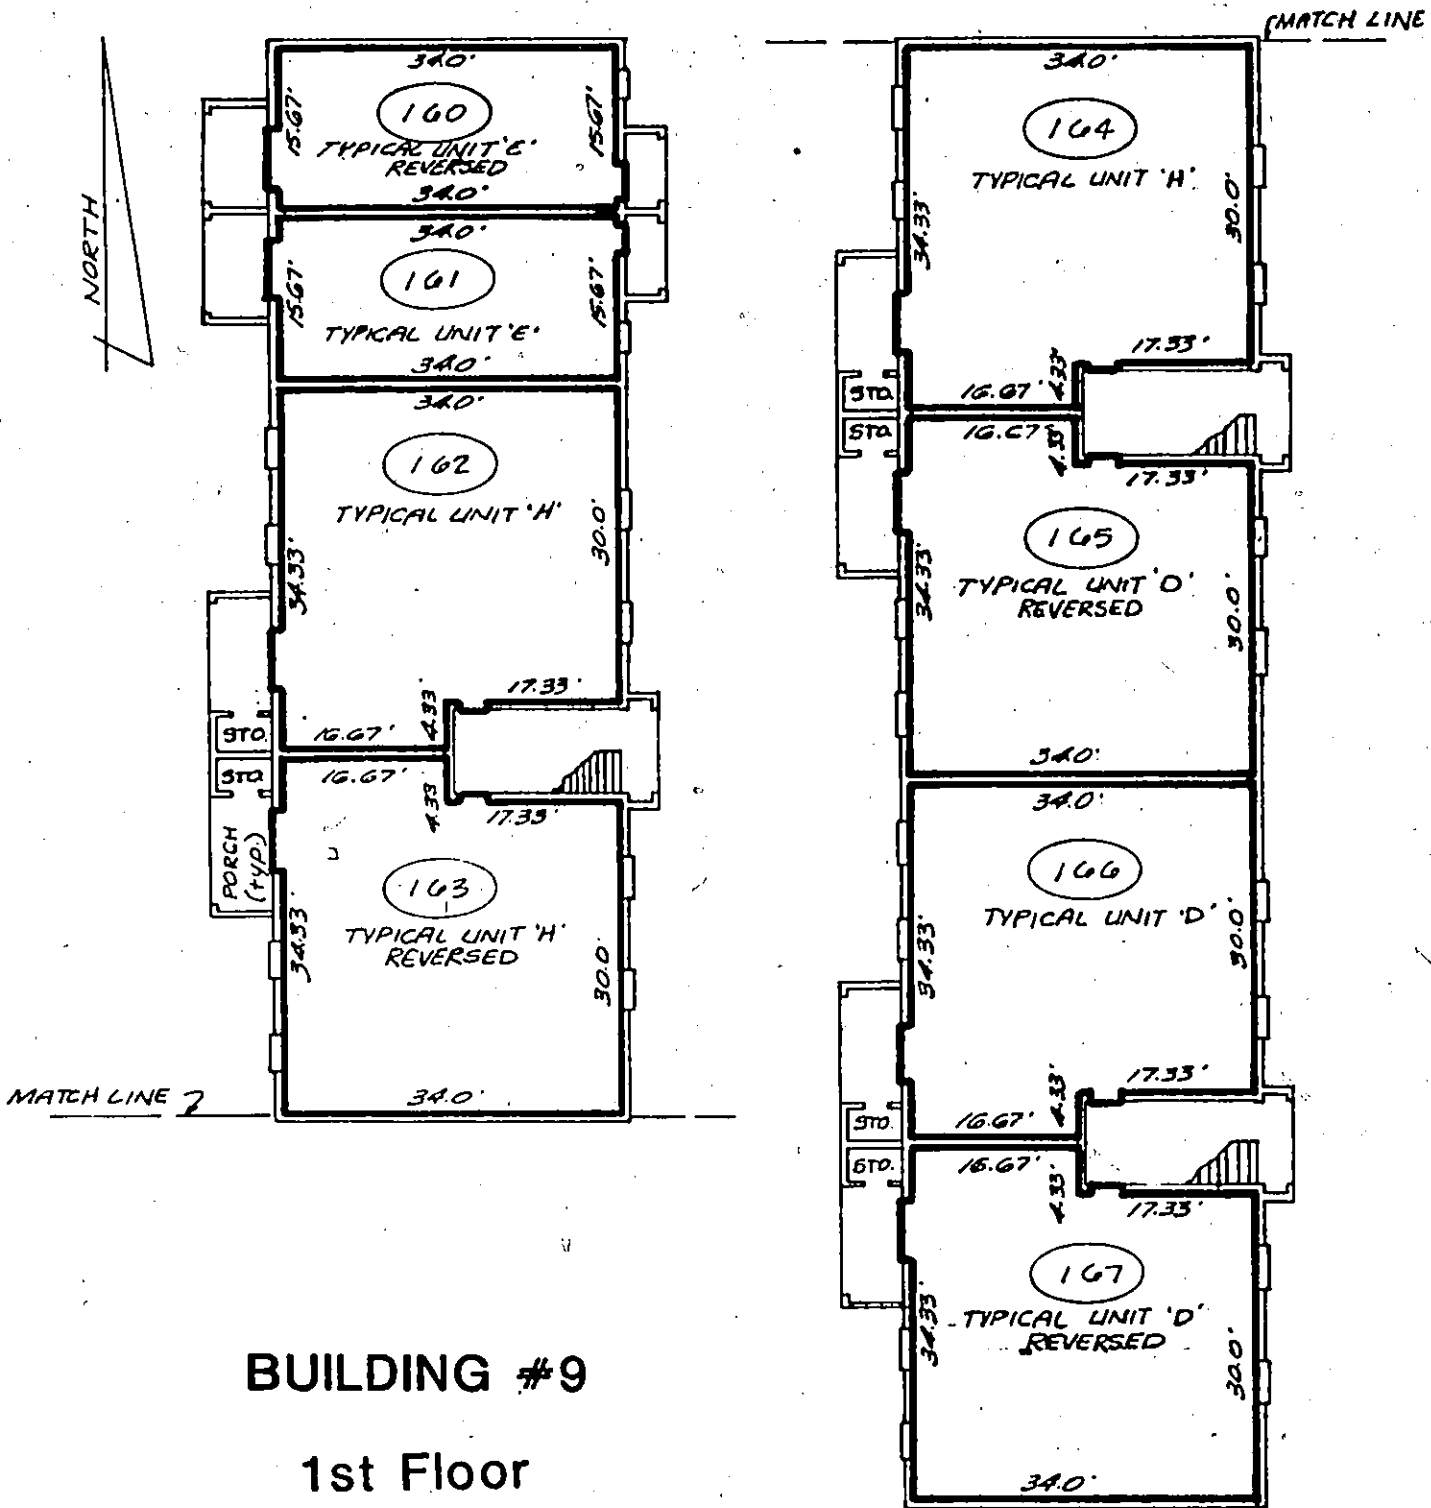 NORTH
34.0'
15.67'
160
15.67'
TYPICAL UNIT 'E'
REVERSED
34.0'
34.0'
15.67'
161
15.67'
TYPICAL UNIT 'E'
34.0'
34.0'
162
TYPICAL UNIT 'H'
34.33'
30.0'
17.33'
4.33'
16.67'
STO.
STO.
16.67'
4.33'
17.33'
PORCH
(TYP.)
163
TYPICAL UNIT 'H'
REVERSED
34.33'
30.0'
34.0'
MATCH LINE
MATCH LINE
34.0'
164
TYPICAL UNIT 'H'
34.33'
30.0'
17.33'
4.33'
16.67'
STO.
STO.
16.67'
4.33'
17.33'
165
TYPICAL UNIT 'D'
REVERSED
34.33'
30.0'
34.0'
34.0'
166
TYPICAL UNIT 'D'
34.33'
30.0'
17.33'
4.33'
16.67'
STO.
STO.
16.67'
4.33'
17.33'
167
TYPICAL UNIT 'D'
REVERSED
34.33'
30.0'
34.0'
BUILDING #9
1st Floor